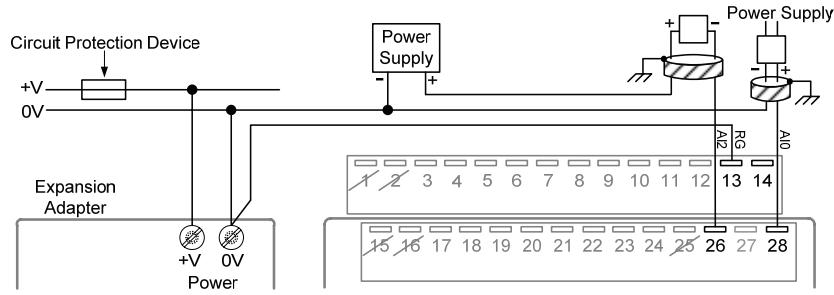 Power Supply
Circuit Protection Device
Power
Supply
+ -
- +
- +
+V
0V
AI2
RG
AI0
1 2 3 4 5 6 7 8 9 10 11 12 13 14
Expansion
Adapter
+V 0V
Power
15 16 17 18 19 20 21 22 23 24 25 26 27 28